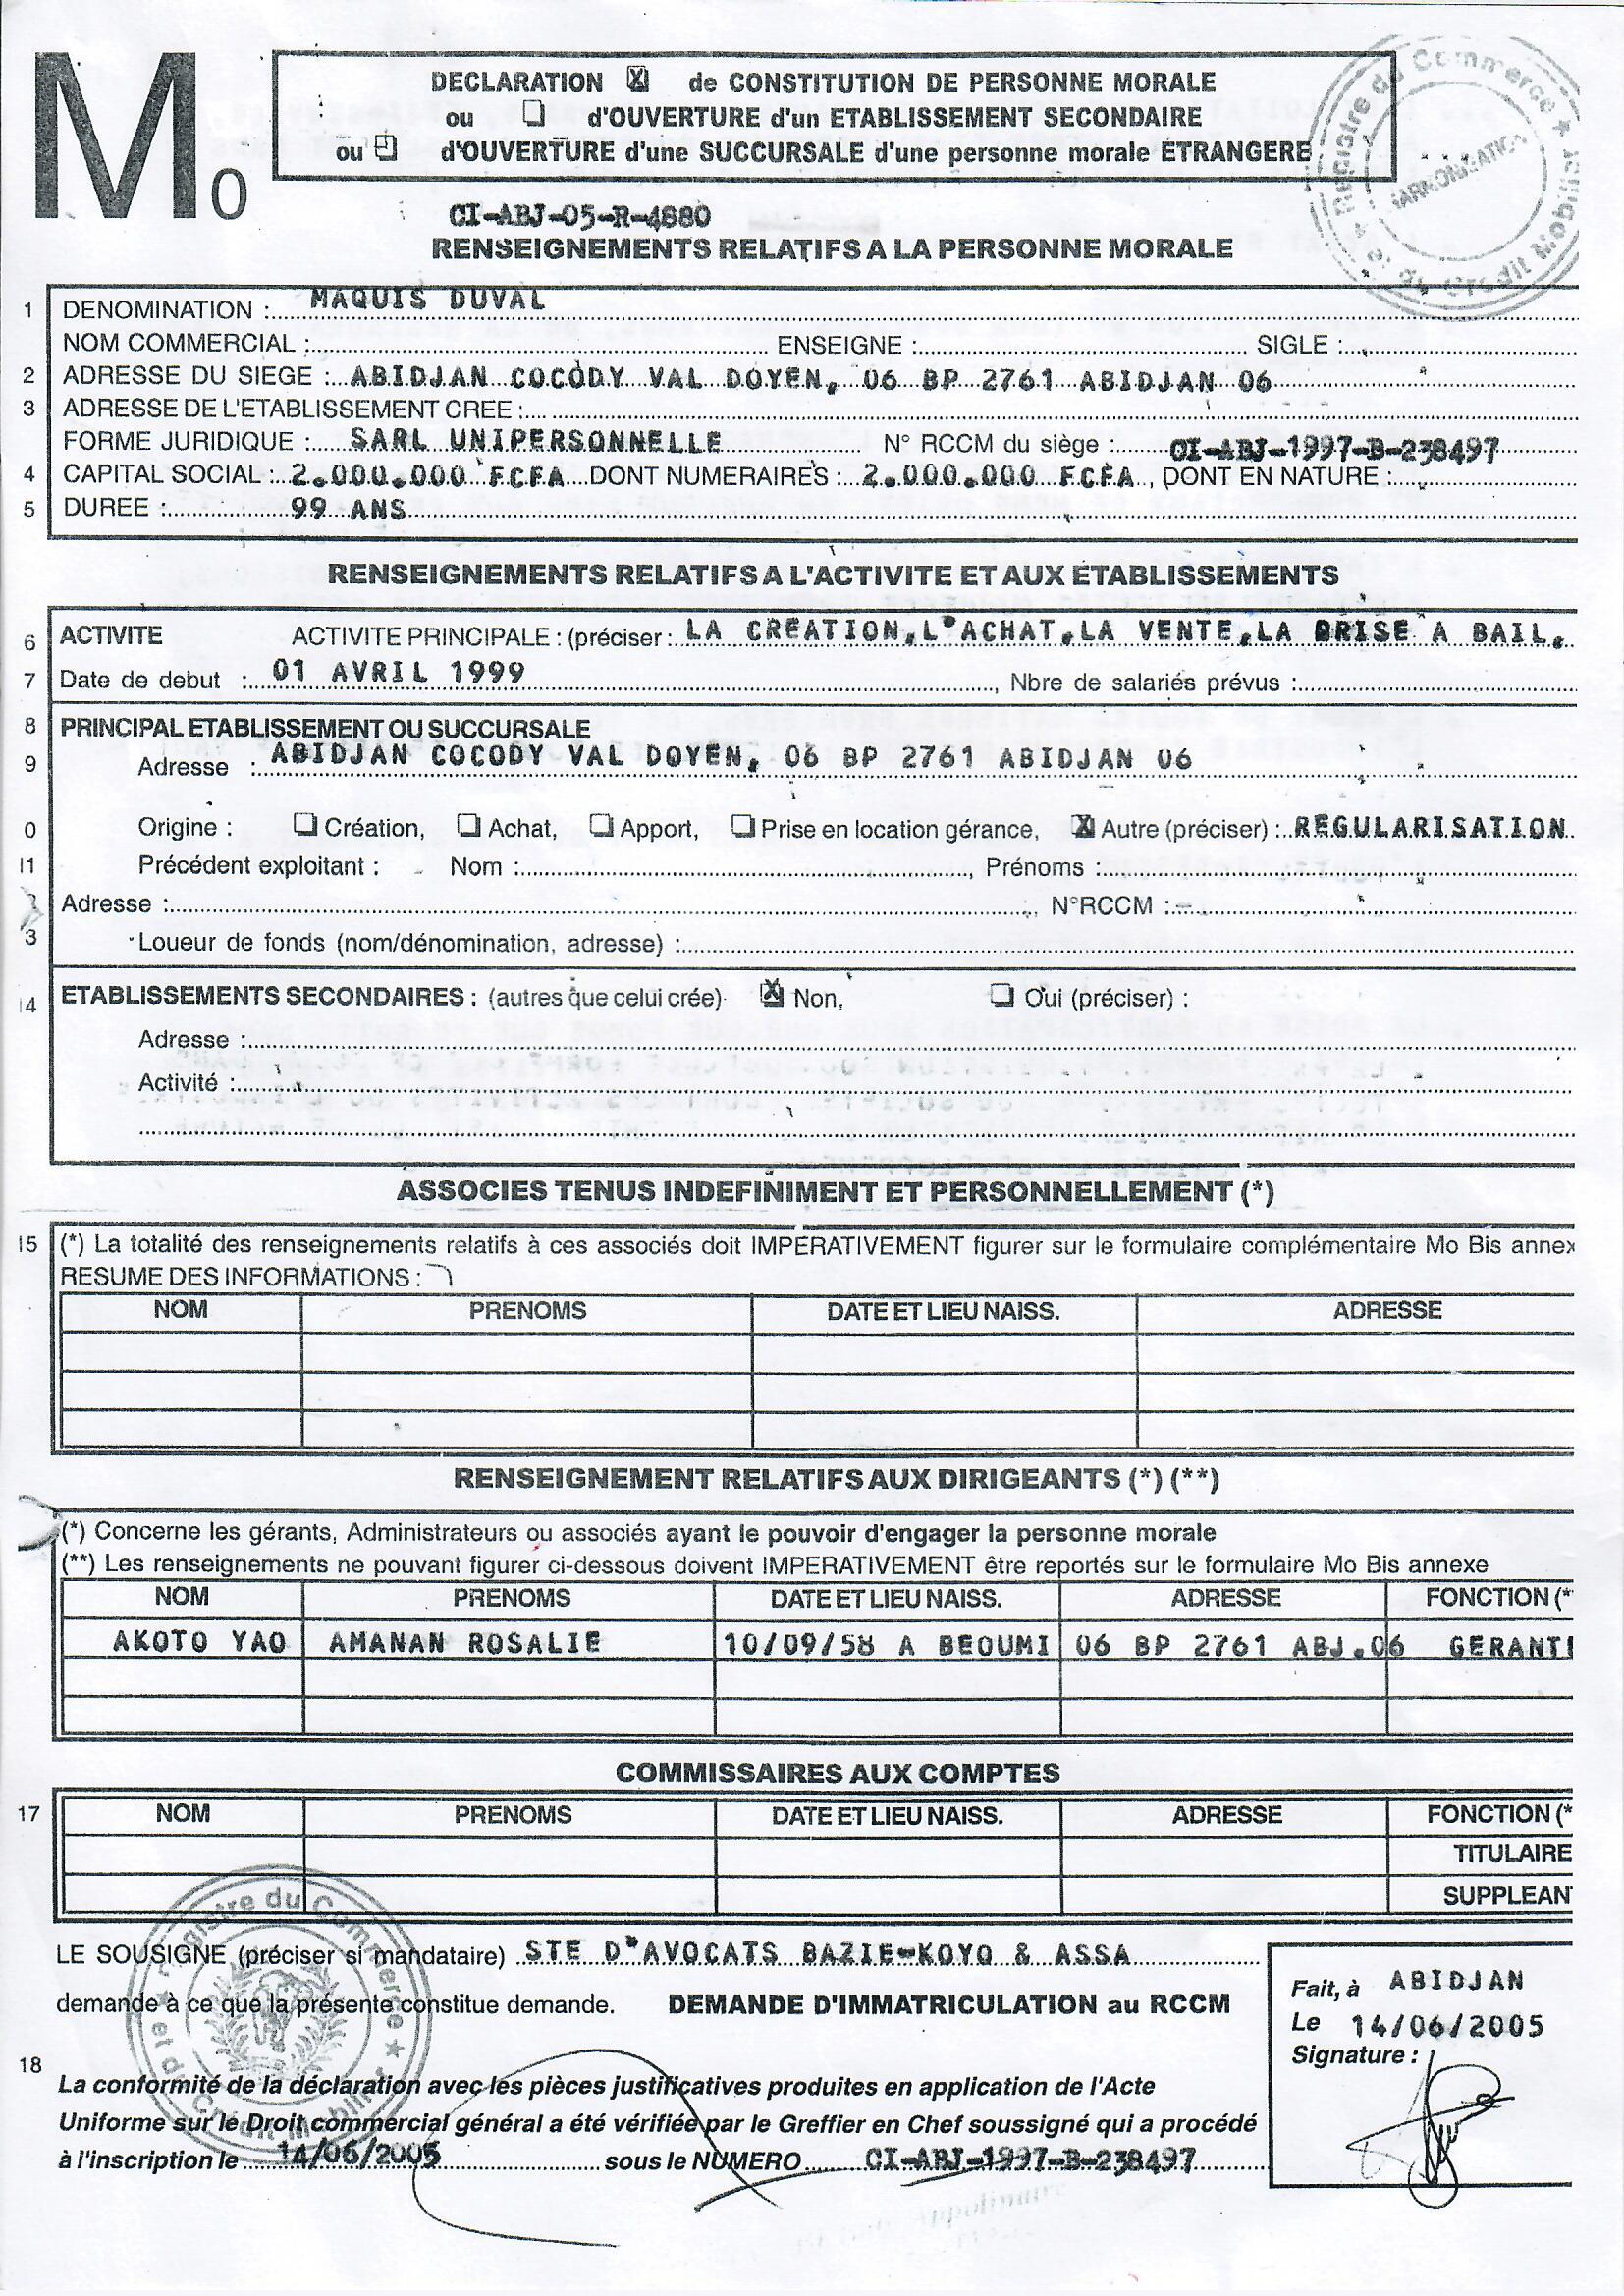 M0
DECLARATION ☒ de CONSTITUTION DE PERSONNE MORALE
ou ☐ d'OUVERTURE d'un ETABLISSEMENT SECONDAIRE
ou ☐ d'OUVERTURE d'une SUCCURSALE d'une personne morale ETRANGERE
Registre du Commerce et du Crédit Mobilier
HARMONISATION
CI-ABJ-05-R-4880
RENSEIGNEMENTS RELATIFS A LA PERSONNE MORALE
1 DENOMINATION : MAQUIS DUVAL
NOM COMMERCIAL : ENSEIGNE : SIGLE :
2 ADRESSE DU SIEGE : ABIDJAN COCODY VAL DOYEN, 06 BP 2761 ABIDJAN 06
3 ADRESSE DE L'ETABLISSEMENT CREE :
FORME JURIDIQUE : SARL UNIPERSONNELLE N° RCCM du siège : CI-ABJ-1997-B-238497
4 CAPITAL SOCIAL : 2.000.000 FCFA DONT NUMERAIRES : 2.000.000 FCFA , DONT EN NATURE :
5 DUREE : 99 ANS
RENSEIGNEMENTS RELATIFS A L'ACTIVITE ET AUX ETABLISSEMENTS
6 ACTIVITE ACTIVITE PRINCIPALE : (préciser : LA CREATION, L'ACHAT, LA VENTE, LA PRISE A BAIL,
7 Date de debut : 01 AVRIL 1999 , Nbre de salariés prévus :
8 PRINCIPAL ETABLISSEMENT OU SUCCURSALE
9 Adresse : ABIDJAN COCODY VAL DOYEN, 06 BP 2761 ABIDJAN 06
0 Origine : ☐ Création, ☐ Achat, ☐ Apport, ☐ Prise en location gérance, ☒ Autre (préciser) : REGULARISATION
11 Précédent exploitant : Nom : , Prénoms :
Adresse : , N°RCCM :
3 Loueur de fonds (nom/dénomination, adresse) :
14 ETABLISSEMENTS SECONDAIRES : (autres que celui crée) ☒ Non, ☐ Oui (préciser) :
Adresse :
Activité :
ASSOCIES TENUS INDEFINIMENT ET PERSONNELLEMENT (*)
15 (*) La totalité des renseignements relatifs à ces associés doit IMPERATIVEMENT figurer sur le formulaire complémentaire Mo Bis annex
RESUME DES INFORMATIONS :
NOM PRENOMS DATE ET LIEU NAISS. ADRESSE
RENSEIGNEMENT RELATIFS AUX DIRIGEANTS (*) (**)
(*) Concerne les gérants, Administrateurs ou associés ayant le pouvoir d'engager la personne morale
(**) Les renseignements ne pouvant figurer ci-dessous doivent IMPERATIVEMENT être reportés sur le formulaire Mo Bis annexe
NOM PRENOMS DATE ET LIEU NAISS. ADRESSE FONCTION (*
AKOTO YAO AMANAN ROSALIE 10/09/58 A BEOUMI 06 BP 2761 ABJ.06 GERANT
COMMISSAIRES AUX COMPTES
17 NOM PRENOMS DATE ET LIEU NAISS. ADRESSE FONCTION (*
TITULAIRE
SUPPLEAN
LE SOUSIGNE (préciser si mandataire) STE D'AVOCATS BAZIE-KOYO & ASSA
demande à ce que la présente constitue demande. DEMANDE D'IMMATRICULATION au RCCM
Fait, à ABIDJAN
Le 14/06/2005
Signature :
Registre du Commerce et du Crédit Mobilier
18 La conformité de la déclaration avec les pièces justificatives produites en application de l'Acte
Uniforme sur le Droit commercial général a été vérifiée par le Greffier en Chef soussigné qui a procédé
à l'inscription le 14/06/2005 sous le NUMERO CI-ABJ-1997-B-238497